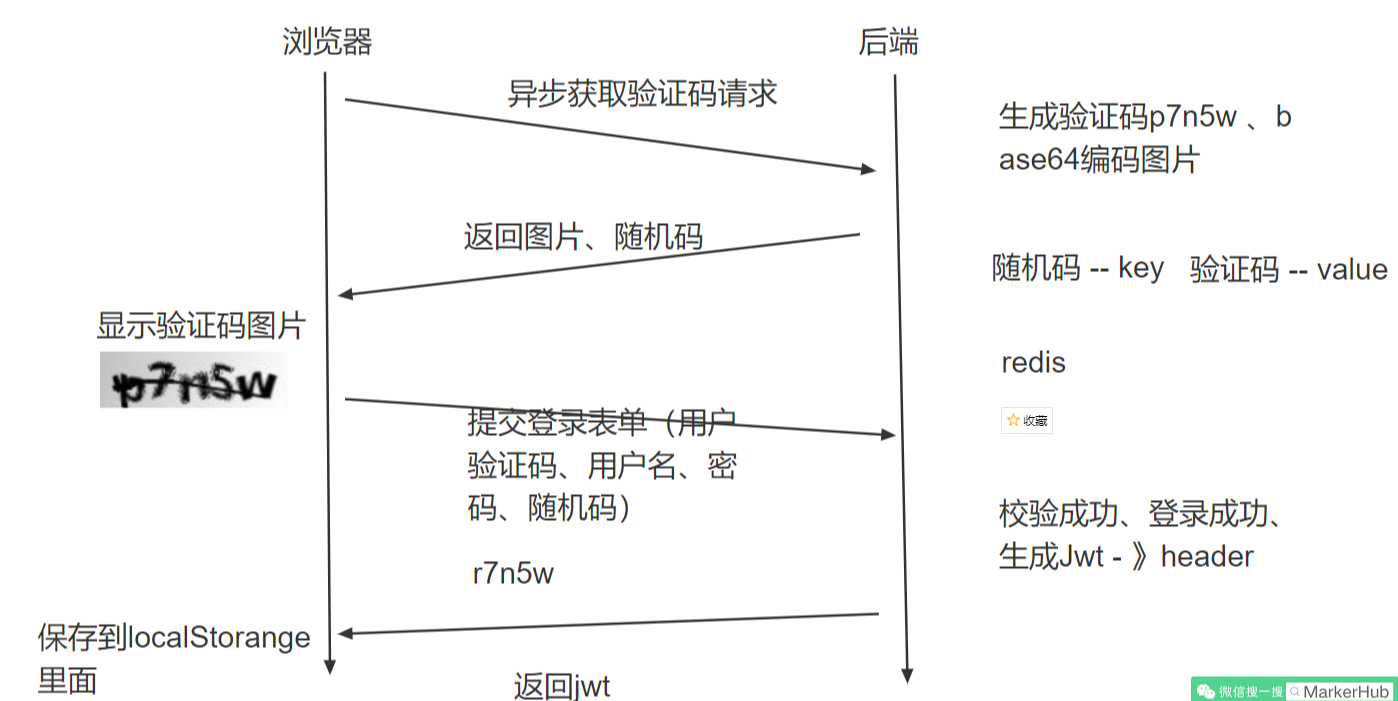 浏览器
后端
异步获取验证码请求
生成验证码p7n5w 、b
ase64编码图片
返回图片、随机码
随机码 -- key 验证码 -- value
显示验证码图片
p7n5w
redis
收藏
提交登录表单（用户
验证码、用户名、密
码、随机码）
校验成功、登录成功、
生成Jwt - 》header
r7n5w
保存到localStorange
里面
返回jwt
微信搜一搜 MarkerHub